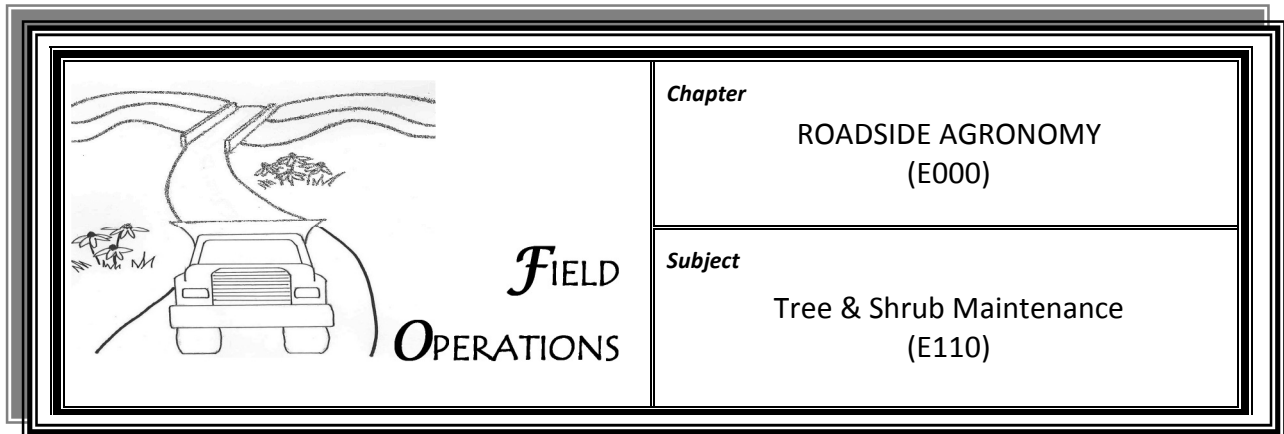 FIELD
OPERATIONS
Chapter
ROADSIDE AGRONOMY
(E000)
Subject
Tree & Shrub Maintenance
(E110)